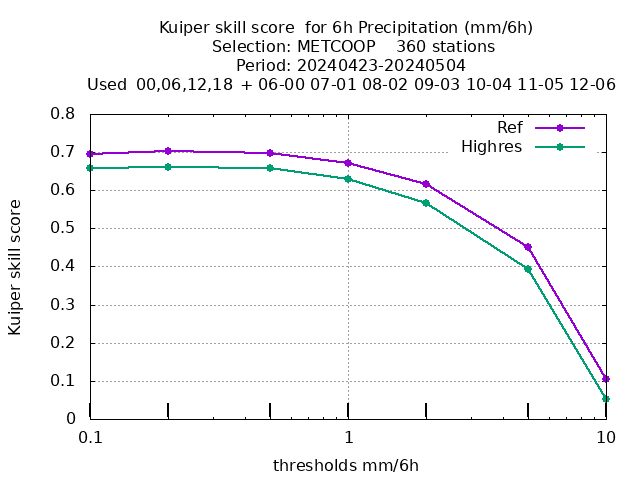 Kuiper skill score  for 6h Precipitation (mm/6h)
Selection: METCOOP    360 stations
Period: 20240423-20240504
Used  00,06,12,18  + 06-00 07-01 08-02 09-03 10-04 11-05 12-06
Ref
Highres
0.8
0.7
0.6
0.5
0.4
0.3
0.2
0.1
0
Kuiper skill score
0.1
1
10
thresholds mm/6h